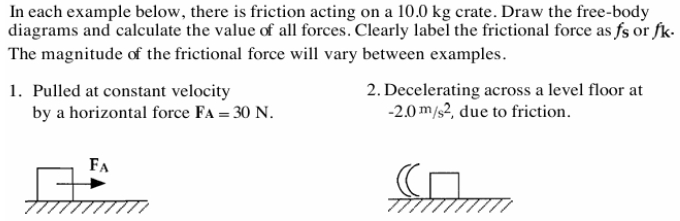 In each example below, there is friction acting on a 10.0 kg crate. Draw the free-body
diagrams and calculate the value of all forces. Clearly label the frictional force as fs or fk.
The magnitude of the frictional force will vary between examples.
1. Pulled at constant velocity
by a horizontal force FA = 30 N.
2. Decelerating across a level floor at
-2.0 m/s², due to friction.
FA